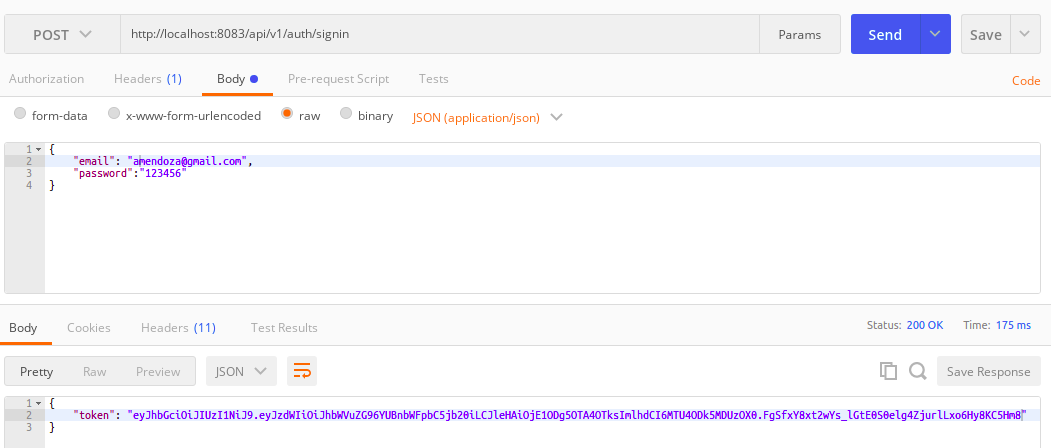 POST http://localhost:8083/api/v1/auth/signin Params Send Save
Authorization Headers (1) Body Pre-request Script Tests Code
form-data x-www-form-urlencoded raw binary JSON (application/json)
1 {
2 "email": "amendoza@gmail.com",
3 "password":"123456"
4 }
Body Cookies Headers (11) Test Results Status: 200 OK Time: 175 ms
Pretty Raw Preview JSON Save Response
1 {
2 "token": "eyJhbGciOiJIUzI1NiJ9.eyJzdWIiOiJhbWVuZG96YUBnbWFpbC5jb20iLCJleHAiOjE1ODg5OTA4OTksImlhdCI6MTU4ODk5MDUzOX0.FgSfxY8xt2wYs_lGtE0S0elg4ZjurlLxo6Hy8KC5Hm8"
3 }